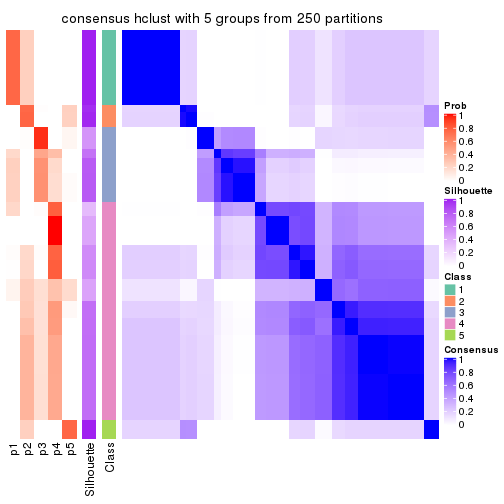 consensus hclust with 5 groups from 250 partitions
Prob
1
0.8
0.6
0.4
0.2
0
Silhouette
1
0.8
0.6
0.4
0.2
0
Class
1
2
3
4
5
Consensus
1
0.8
0.6
0.4
0.2
0
p1
p2
p3
p4
p5
Silhouette
Class